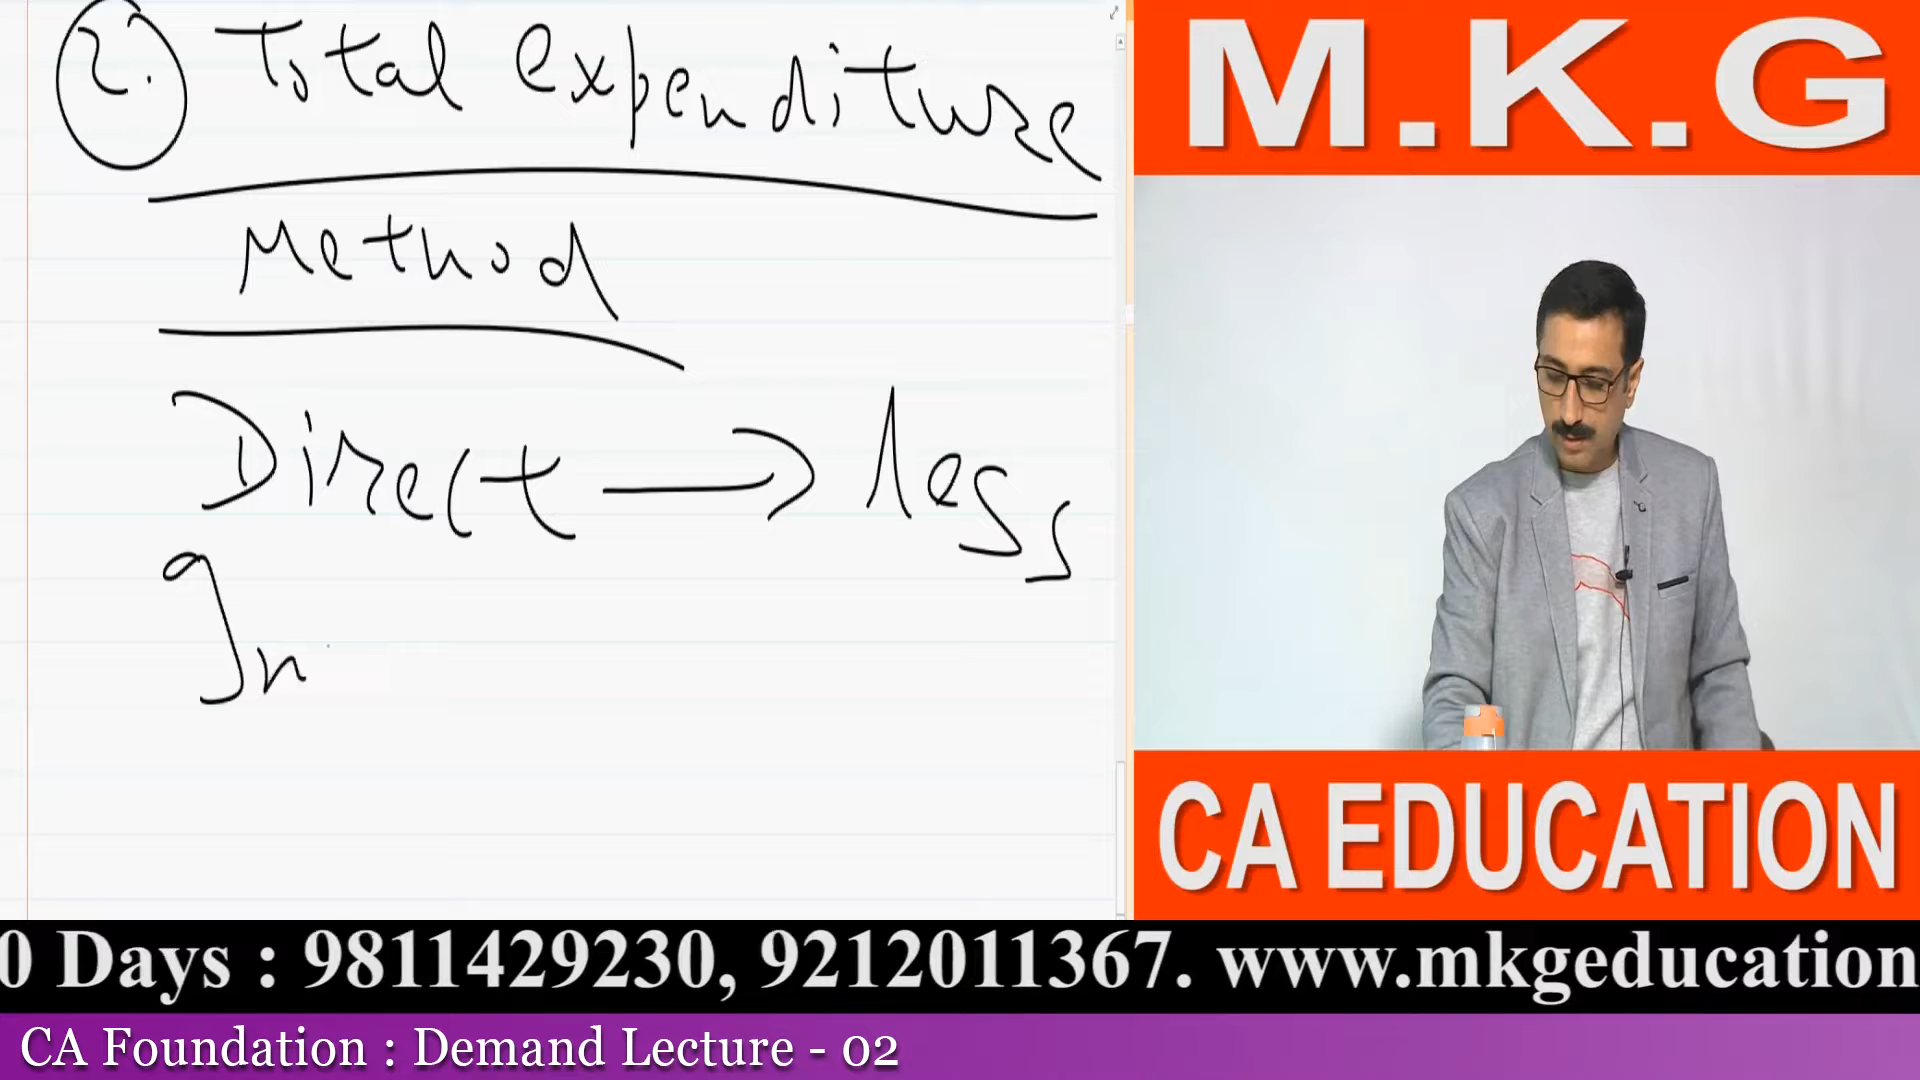 2. Total expenditure
Method
Direct → less
In
M.K.G
CA EDUCATION
0 Days : 9811429230, 9212011367. www.mkgeducation
CA Foundation : Demand Lecture - 02